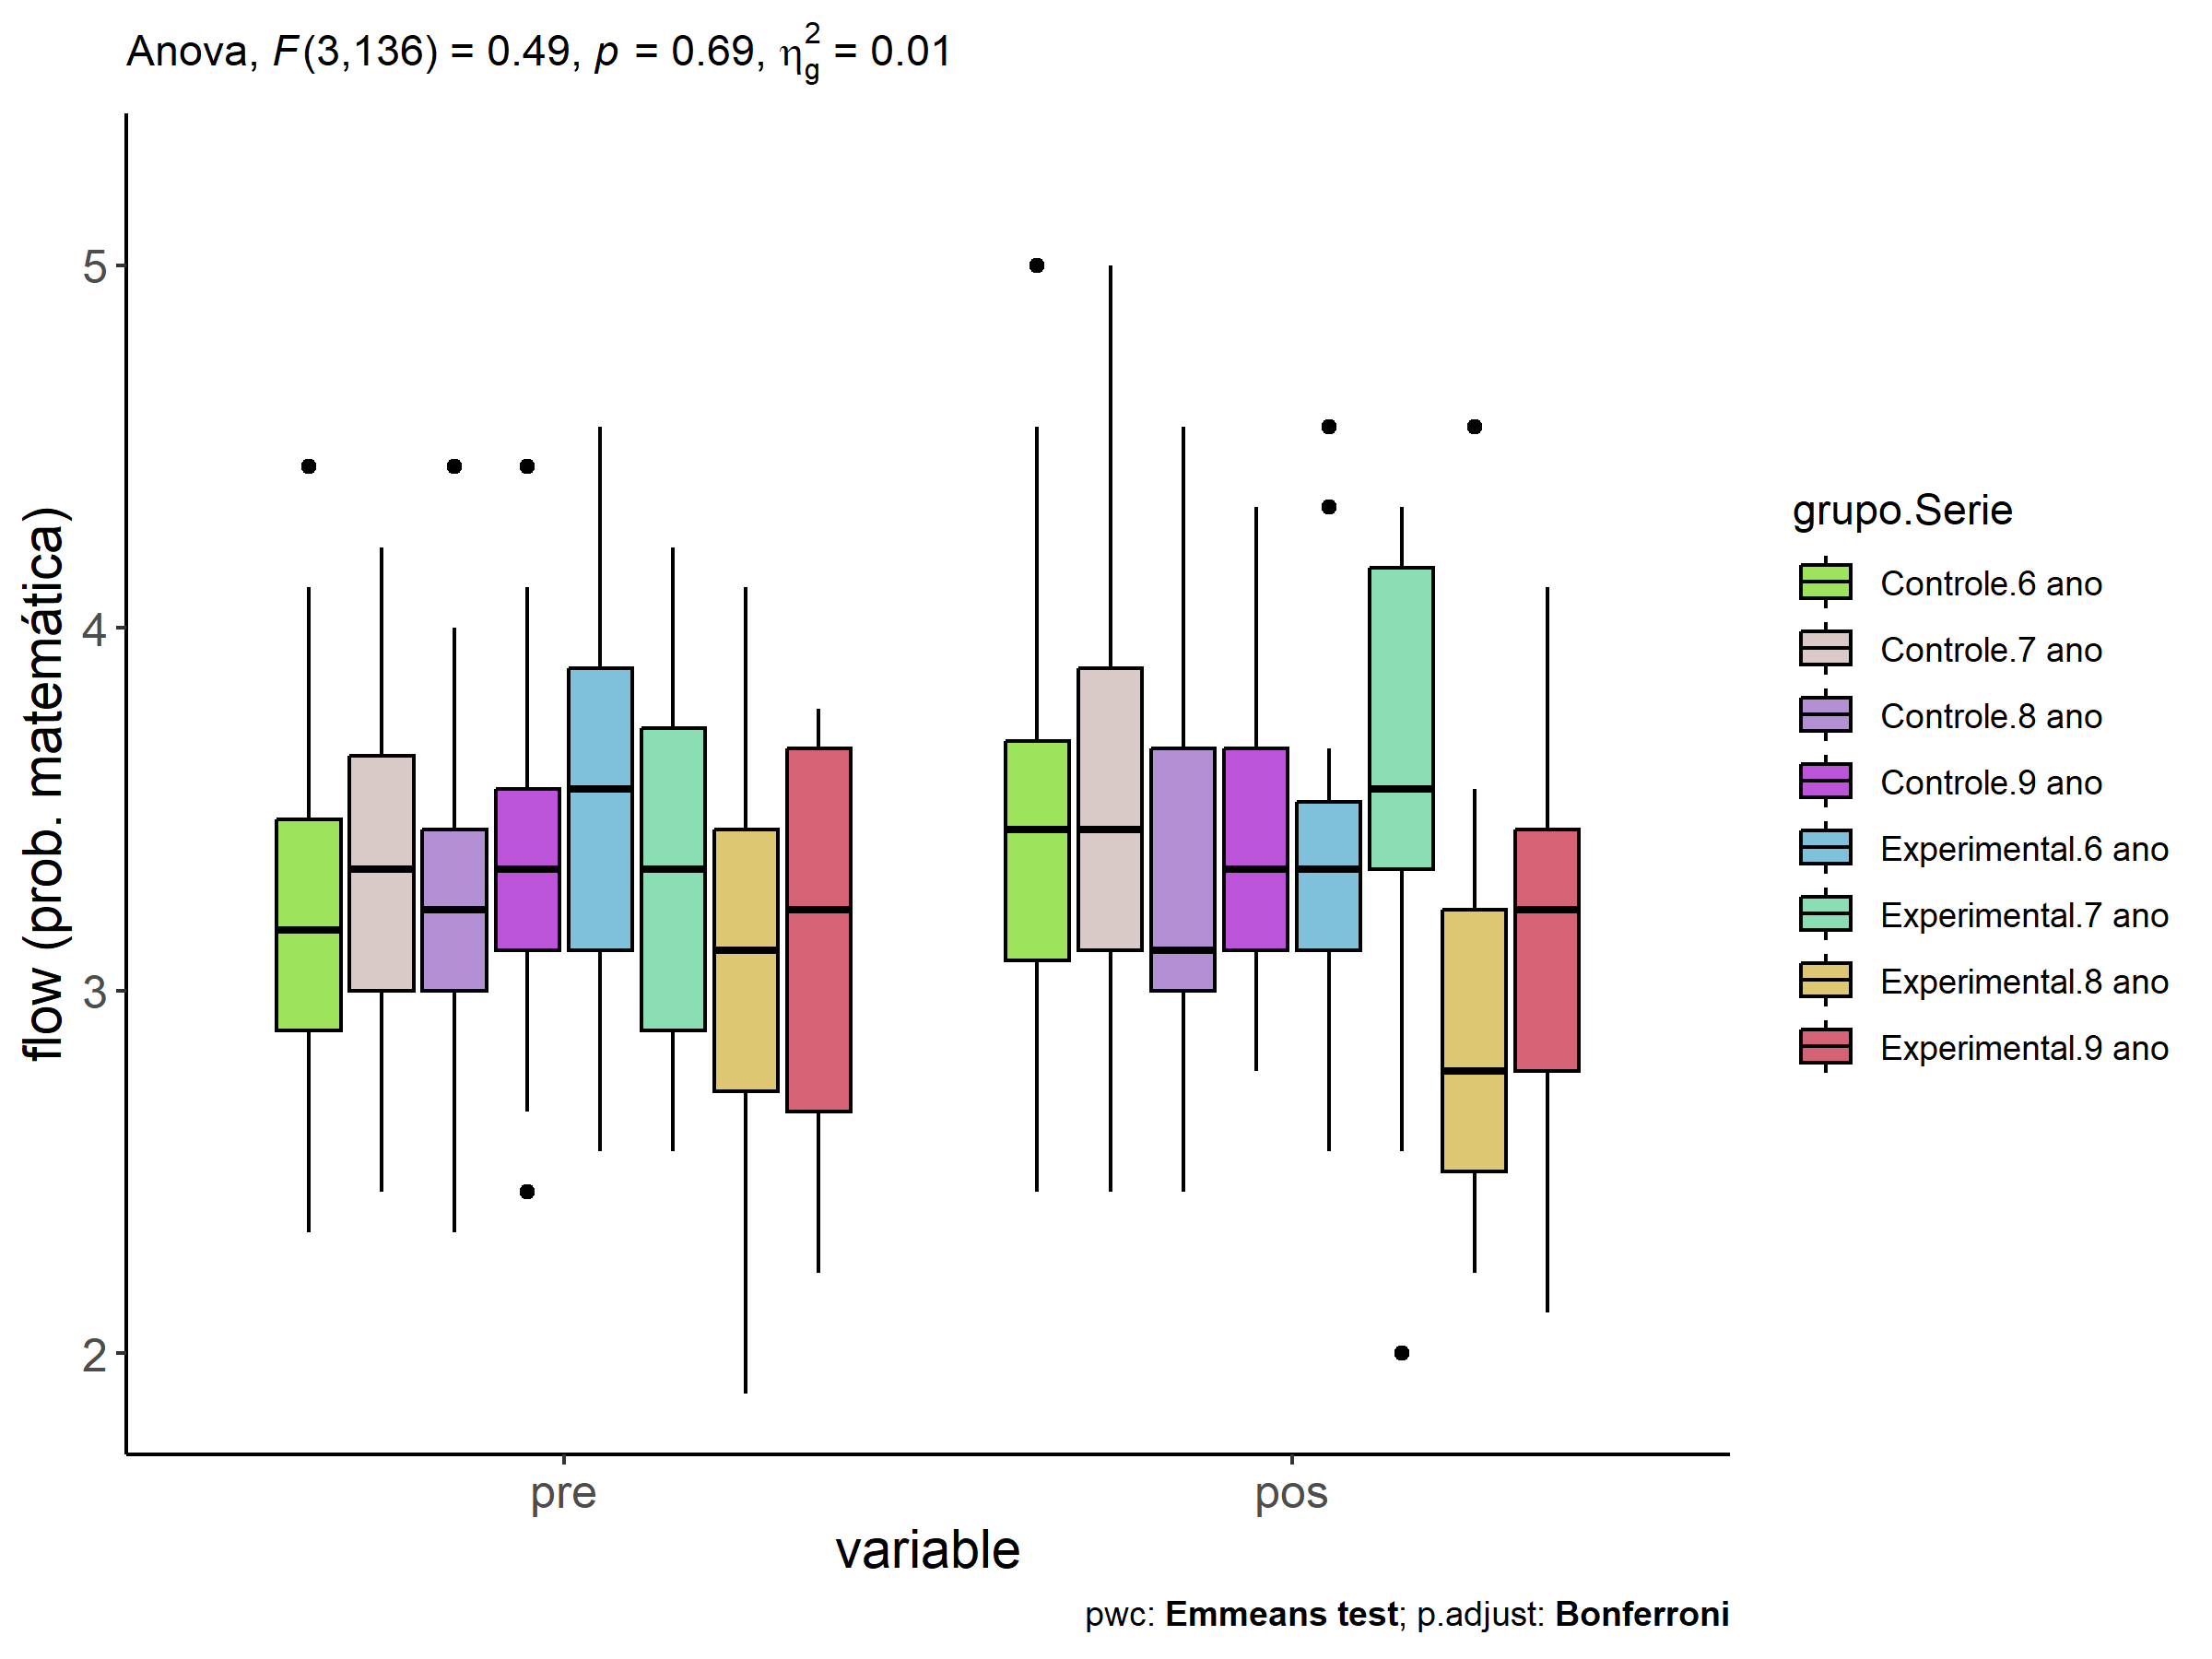 Anova, F(3,136) = 0.49, p = 0.69, η²g = 0.01
flow (prob. matemática)
5
4
3
2
pre
pos
variable
grupo.Serie
Controle.6 ano
Controle.7 ano
Controle.8 ano
Controle.9 ano
Experimental.6 ano
Experimental.7 ano
Experimental.8 ano
Experimental.9 ano
pwc: Emmeans test; p.adjust: Bonferroni